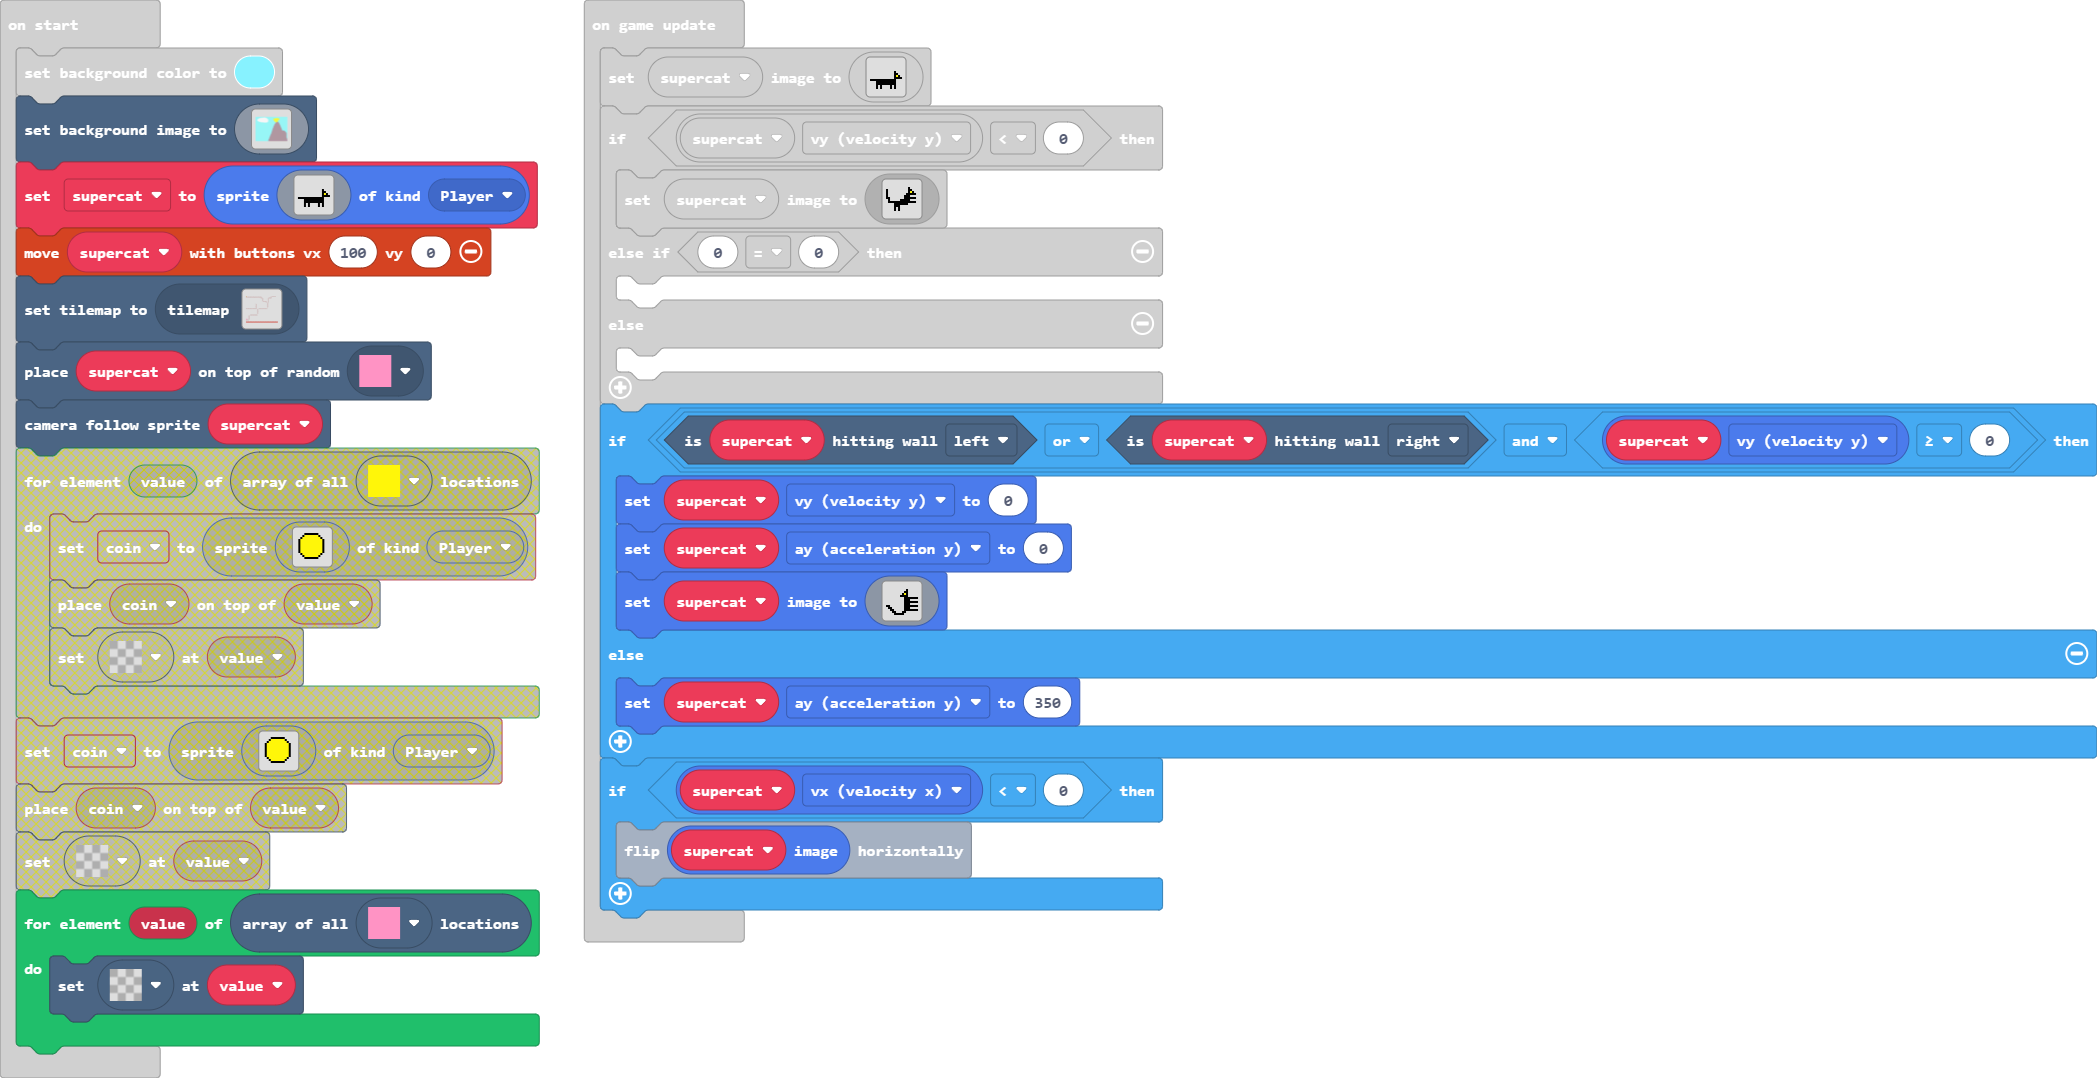 on start
set background color to
set background image to
set supercat to sprite of kind Player
move supercat with buttons vx 100 vy 0
set tilemap to tilemap
place supercat on top of random
camera follow sprite supercat
for element value of array of all locations
do
set coin to sprite of kind Player
place coin on top of value
set at value
set coin to sprite of kind Player
place coin on top of value
set at value
for element value of array of all locations
do
set at value
on game update
set supercat image to
if supercat vy (velocity y) < 0 then
set supercat image to
else if 0 = 0 then
else
if is supercat hitting wall left or is supercat hitting wall right and supercat vy (velocity y) ≥ 0 then
set supercat vy (velocity y) to 0
set supercat ay (acceleration y) to 0
set supercat image to
else
set supercat ay (acceleration y) to 350
if supercat vx (velocity x) < 0 then
flip supercat image horizontally